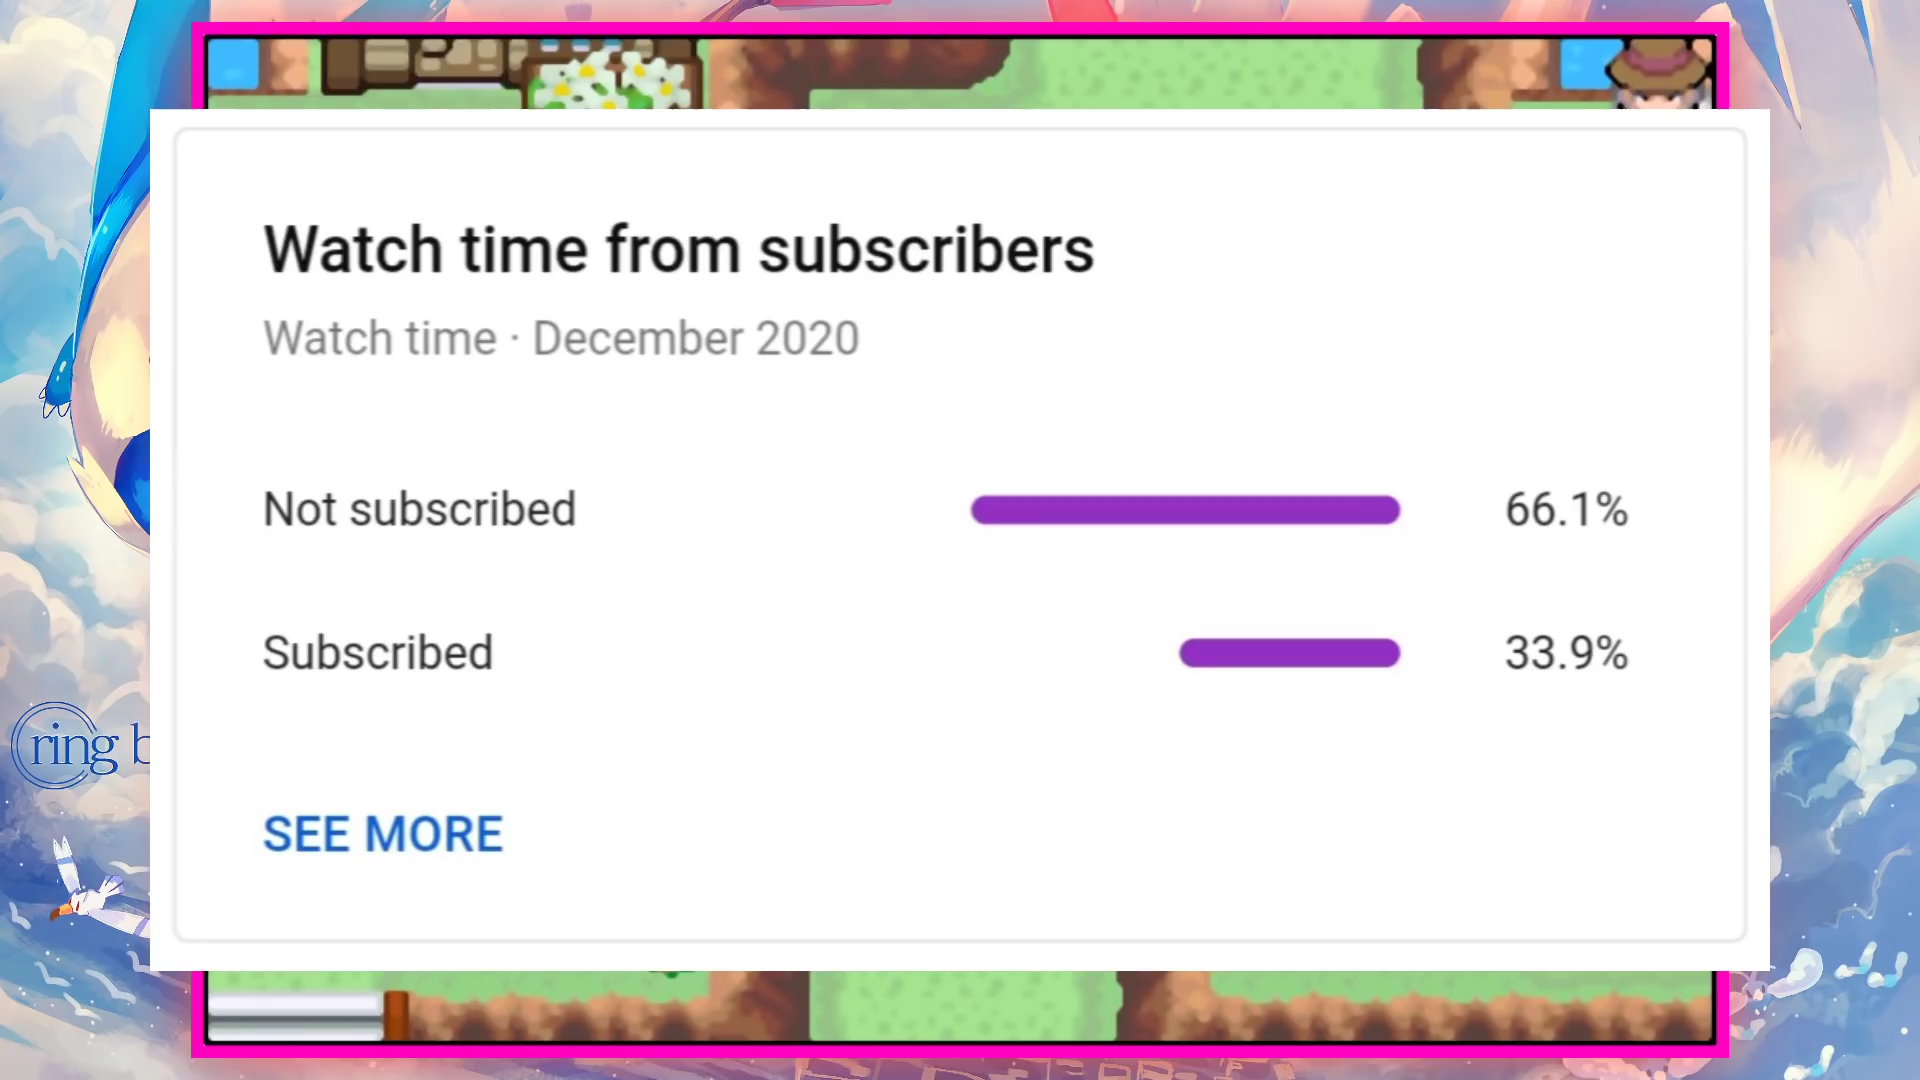 Watch time from subscribers
Watch time · December 2020
Not subscribed 66.1%
Subscribed 33.9%
ring b
SEE MORE